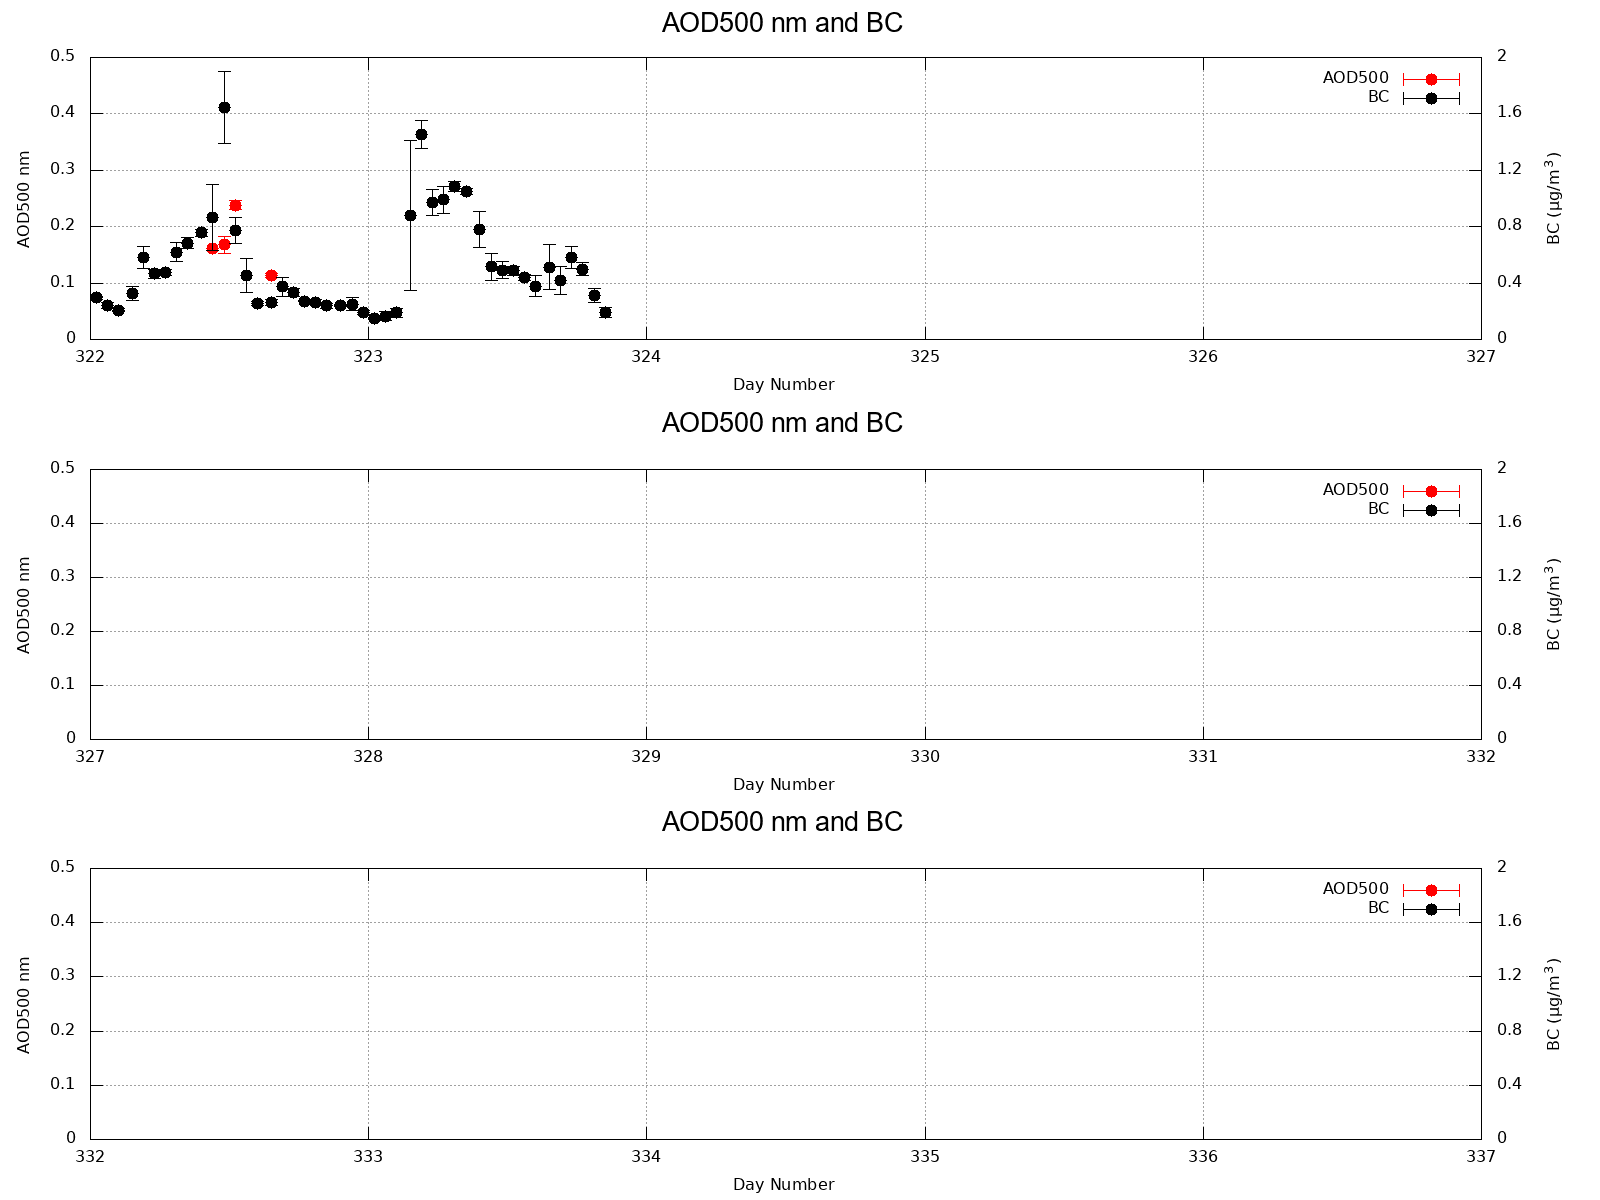 AOD500 nm and BC
0.5
0.4
0.3
0.2
0.1
0
AOD500 nm
2
1.6
1.2
0.8
0.4
0
BC (µg/m³)
AOD500
BC
322 323 324 325 326 327
Day Number
AOD500 nm and BC
0.5
0.4
0.3
0.2
0.1
0
AOD500 nm
2
1.6
1.2
0.8
0.4
0
BC (µg/m³)
AOD500
BC
327 328 329 330 331 332
Day Number
AOD500 nm and BC
0.5
0.4
0.3
0.2
0.1
0
AOD500 nm
2
1.6
1.2
0.8
0.4
0
BC (µg/m³)
AOD500
BC
332 333 334 335 336 337
Day Number